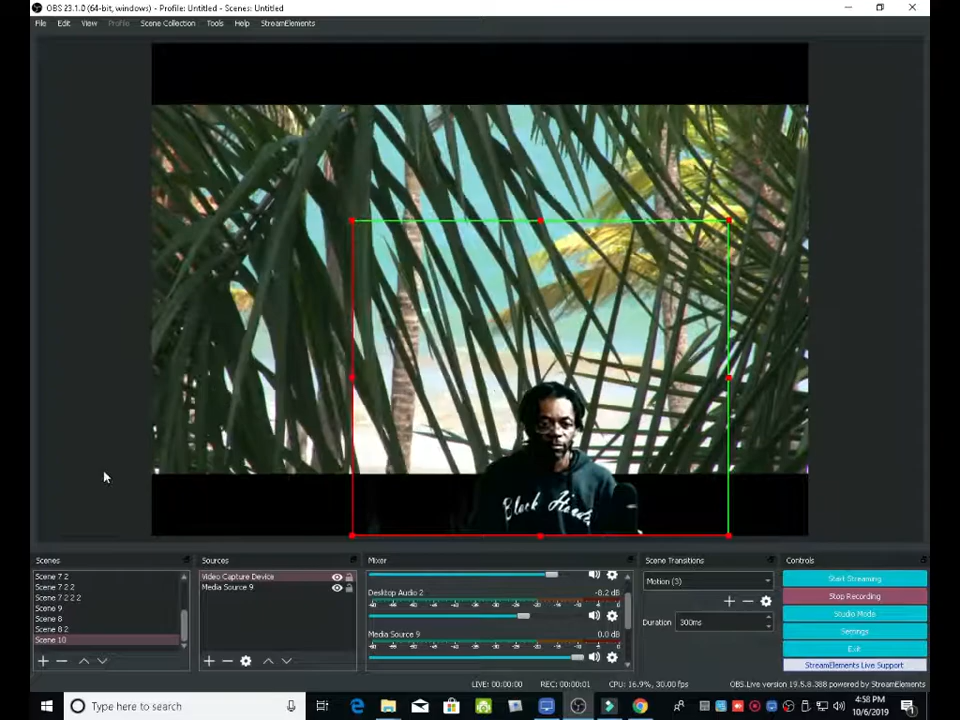 OBS 23.1.0 (64-bit, windows) - Profile: Untitled - Scenes: Untitled
File Edit View Profile Scene Collection Tools Help StreamElements
Scenes
Sources
Mixer
Scene Transitions
Controls
Scene 7 2
Scene 7 2 2
Scene 7 2 2 2
Scene 9
Scene 8
Scene 8 2
Scene 10
Video Capture Device
Media Source 9
Desktop Audio 2 -8.2 dB
Media Source 9 0.0 dB
Motion (3)
Duration 300ms
Start Streaming
Stop Recording
Studio Mode
Settings
Exit
StreamElements Live Support
LIVE: 00:00:00 REC: 00:00:01 CPU: 16.9%, 30.00 fps OBS.Live version 19.5.8.388 powered by StreamElements
Type here to search
4:58 PM
10/6/2019